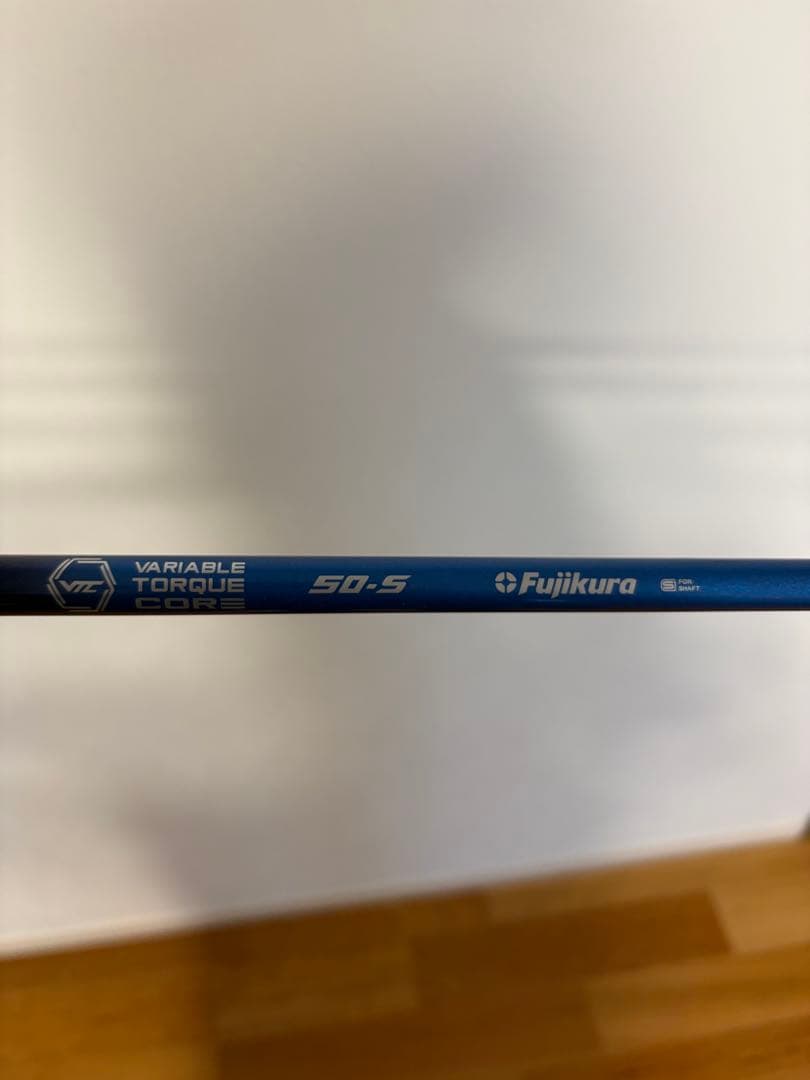 VTC
VARIABLE
TORQUE
CORE
50-S
Fujikura
S FOR
SHAFT